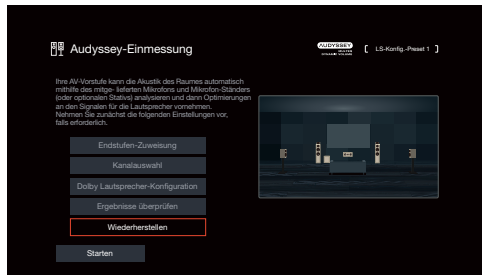 Audyssey-Einmessung
AUDYSSEY
MULTEQ
DYNAMIC VOLUME
[ LS-Konfig.-Preset 1 ]
Ihre AV-Vorstufe kann die Akustik des Raumes automatisch
mithilfe des mitge- lieferten Mikrofons und Mikrofon-Ständers
(oder optionalen Stativs) analysieren und dann Optimierungen
an den Signalen für die Lautsprecher vornehmen.
Nehmen Sie zunächst die folgenden Einstellungen vor,
falls erforderlich.
Endstufen-Zuweisung
Kanalauswahl
Dolby Lautsprecher-Konfiguration
Ergebnisse überprüfen
Wiederherstellen
Starten